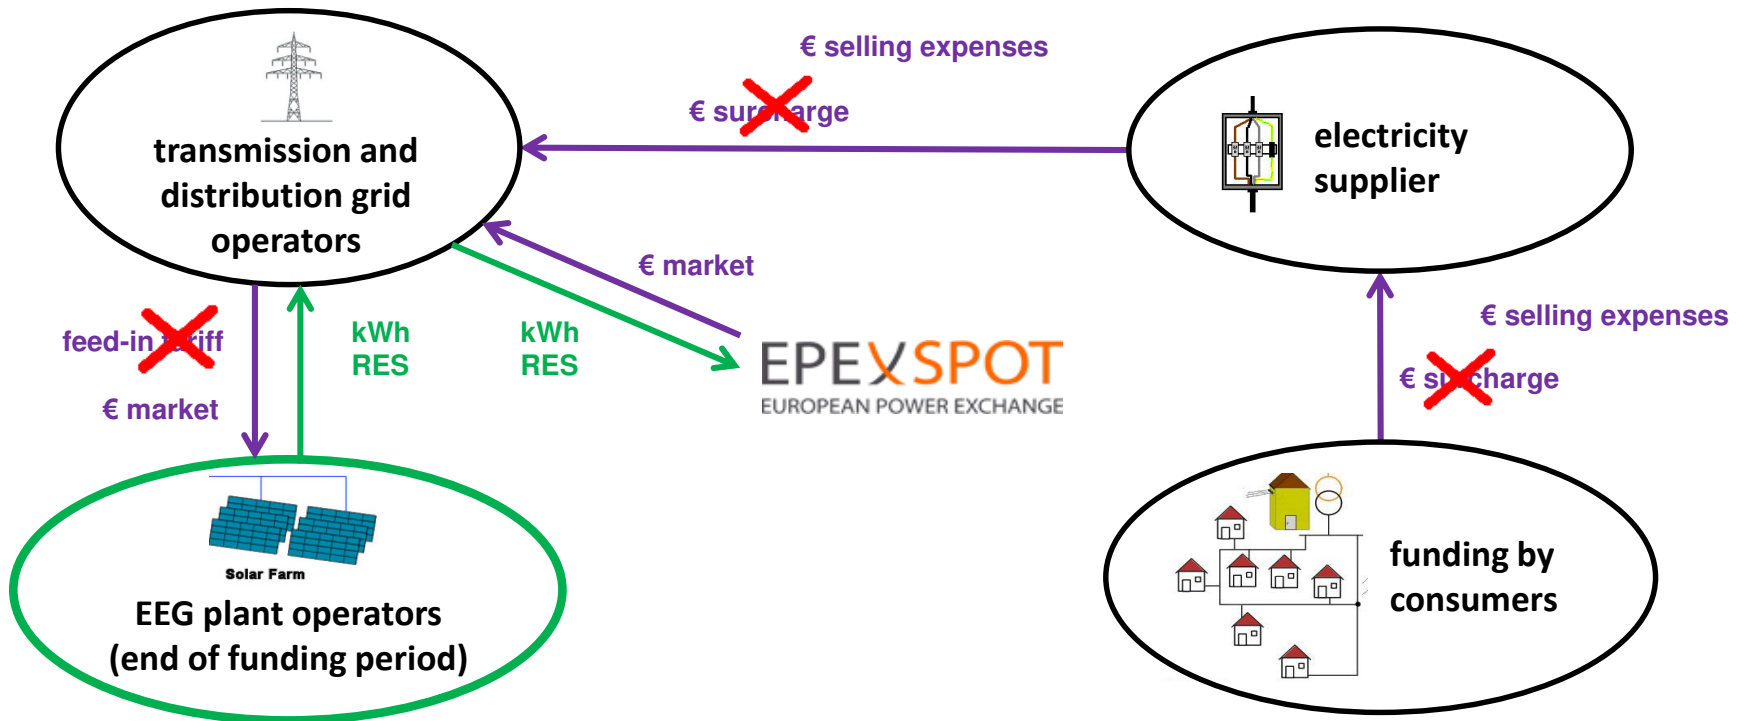 € selling expenses
€ surcharge
transmission and
distribution grid
operators
electricity
supplier
€ market
feed-in tariff
€ market
kWh
RES
kWh
RES
EPEXSPOT
EUROPEAN POWER EXCHANGE
€ selling expenses
€ surcharge
Solar Farm
EEG plant operators
(end of funding period)
funding by
consumers